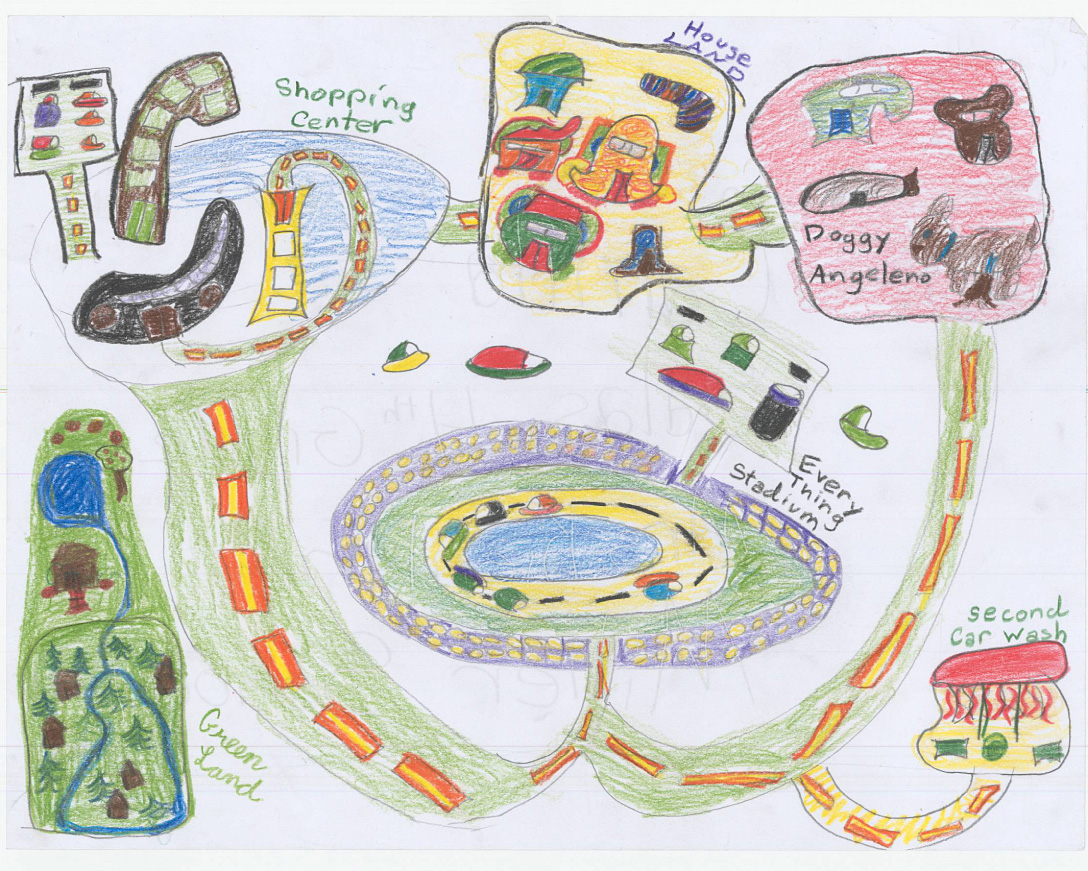 House
LAND
Shopping
Center
Doggy
Angeleno
Every
Thing
Stadium
second
Car wash
Green
Land